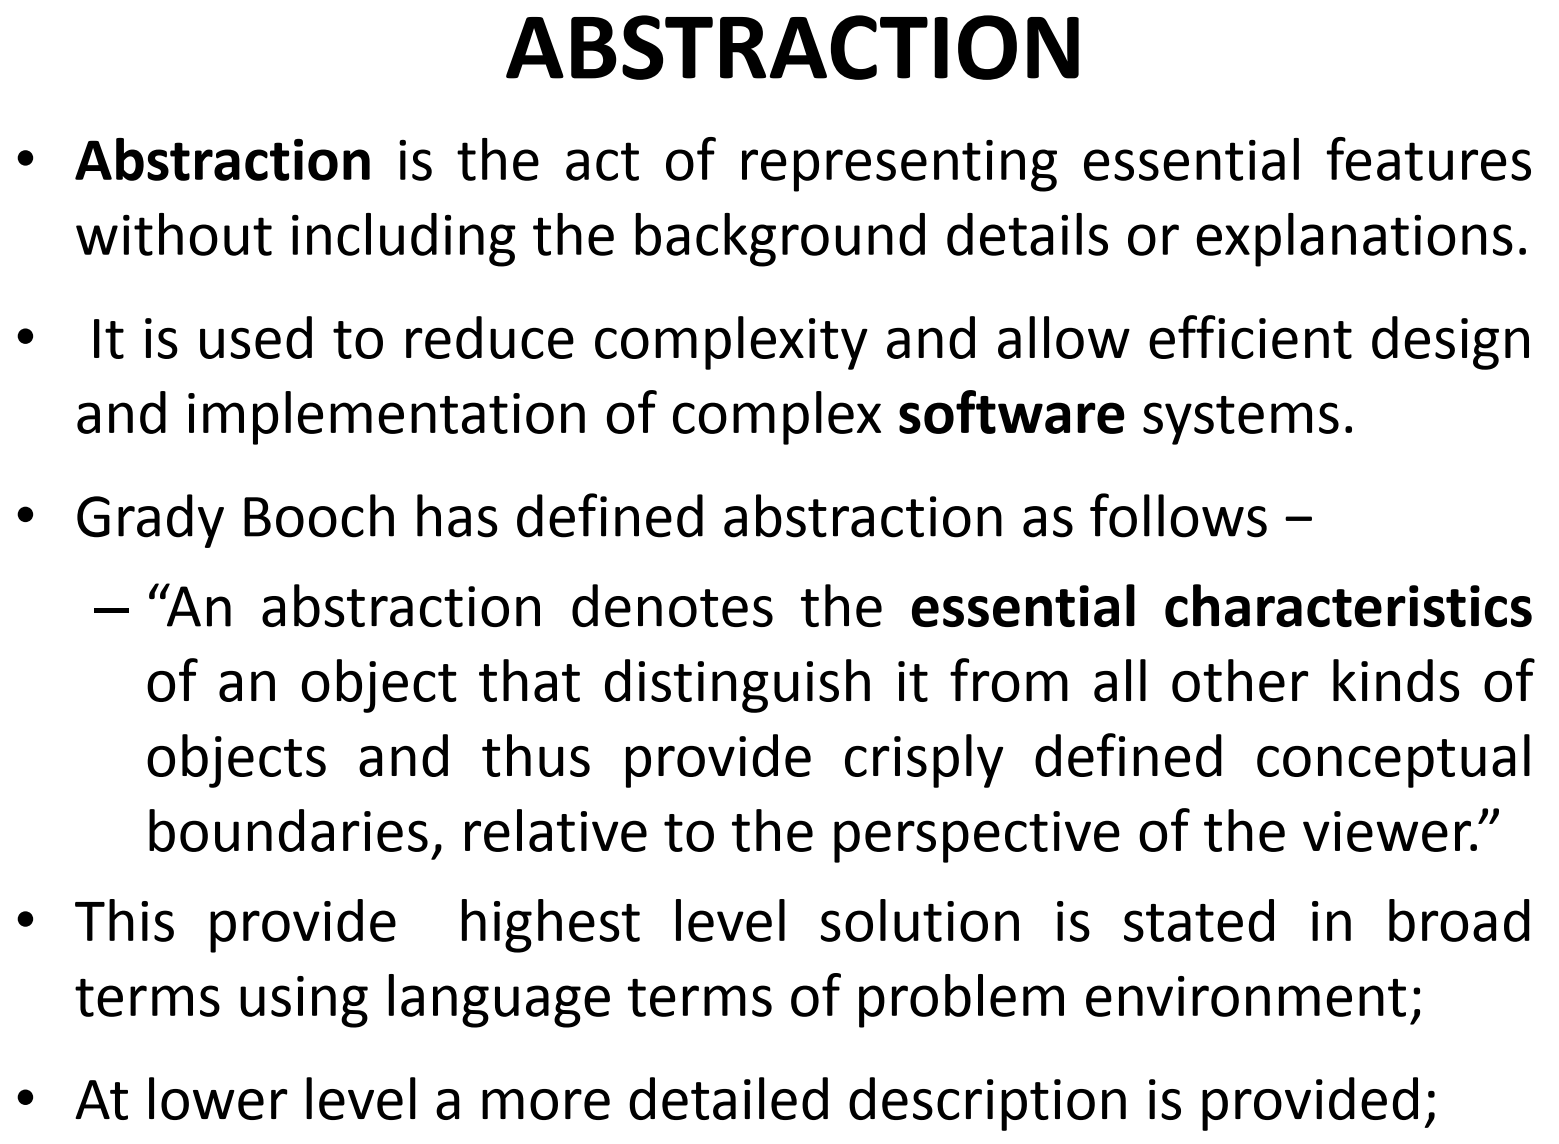 ABSTRACTION
• Abstraction is the act of representing essential features
without including the background details or explanations.
• It is used to reduce complexity and allow efficient design
and implementation of complex software systems.
• Grady Booch has defined abstraction as follows −
– “An abstraction denotes the essential characteristics
of an object that distinguish it from all other kinds of
objects and thus provide crisply defined conceptual
boundaries, relative to the perspective of the viewer.”
• This provide highest level solution is stated in broad
terms using language terms of problem environment;
• At lower level a more detailed description is provided;